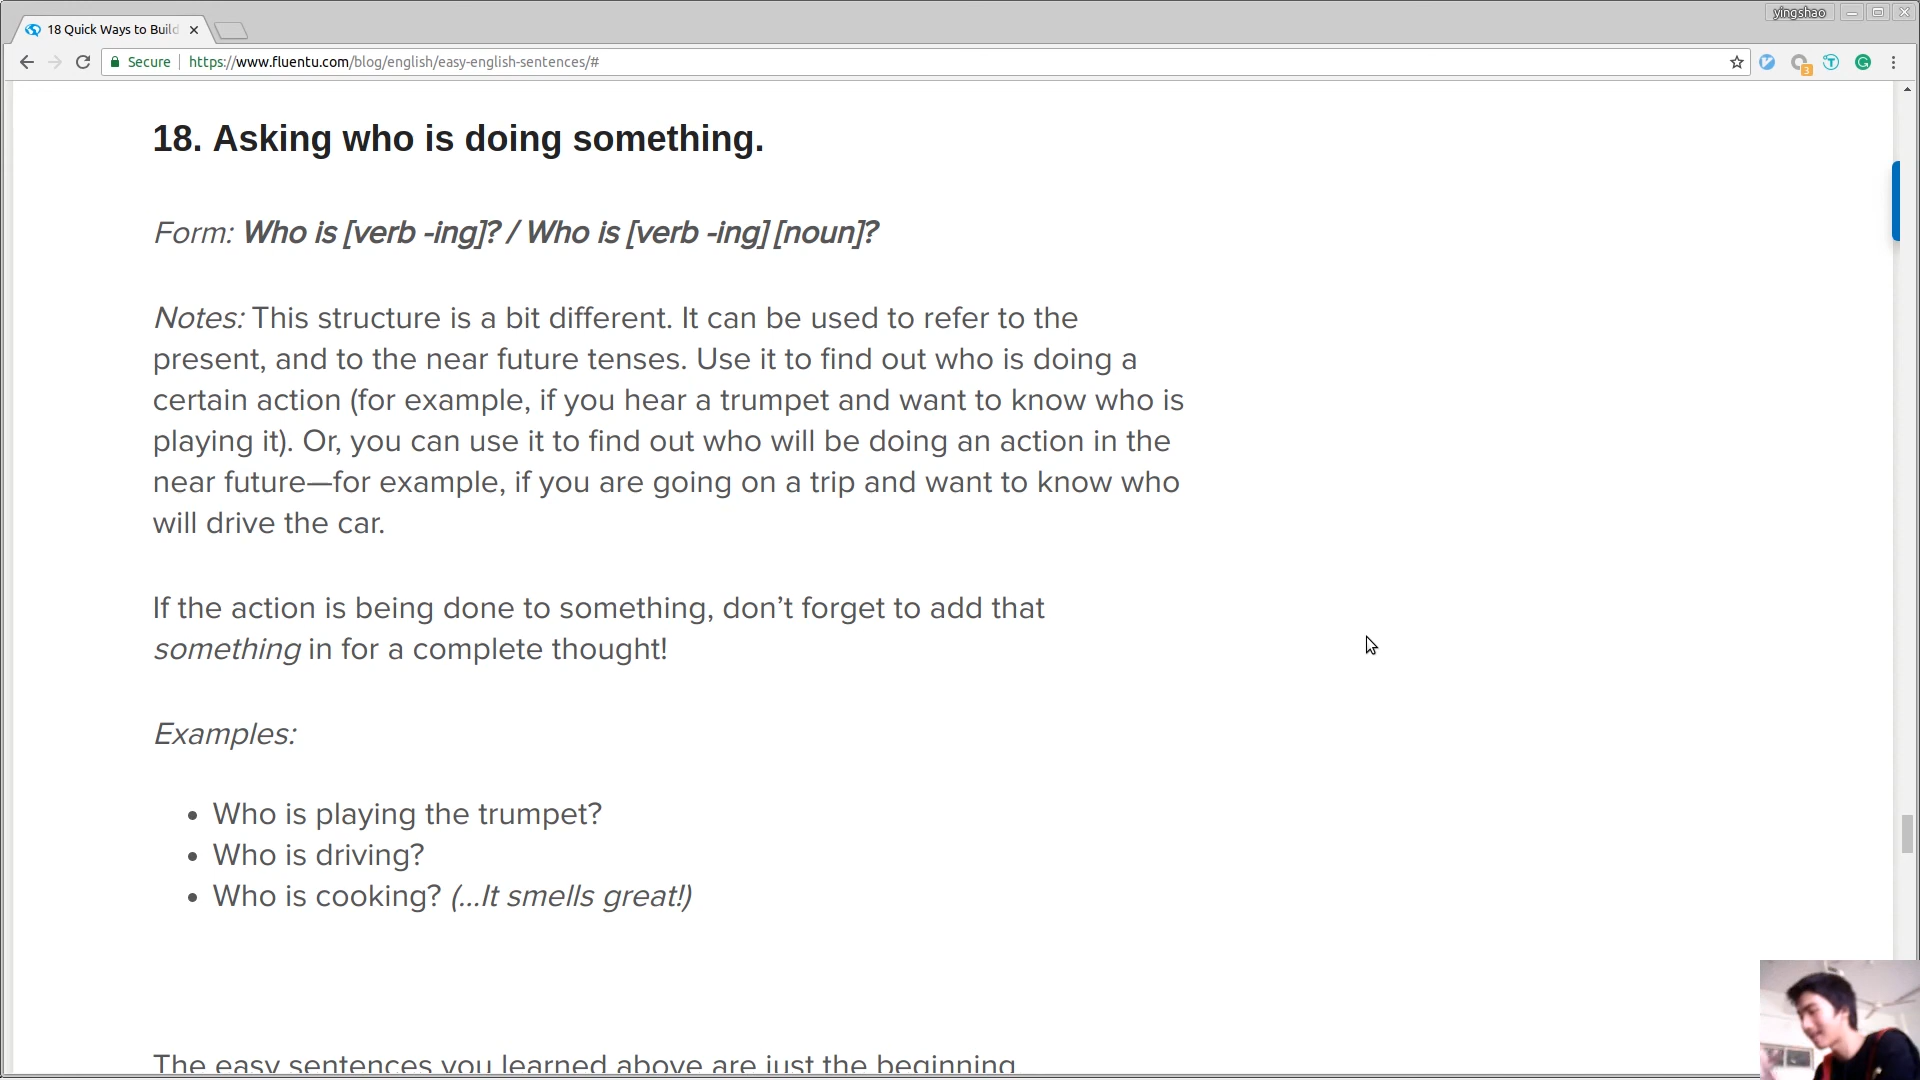 yingshao
18 Quick Ways to Build
Secure
https://www.fluentu.com/blog/english/easy-english-sentences/#
3
18. Asking who is doing something.
Form: Who is [verb -ing]? / Who is [verb -ing] [noun]?
Notes: This structure is a bit different. It can be used to refer to the
present, and to the near future tenses. Use it to find out who is doing a
certain action (for example, if you hear a trumpet and want to know who is
playing it). Or, you can use it to find out who will be doing an action in the
near future—for example, if you are going on a trip and want to know who
will drive the car.
If the action is being done to something, don’t forget to add that
something in for a complete thought!
Examples:
• Who is playing the trumpet?
• Who is driving?
• Who is cooking? (…It smells great!)
The easy sentences you learned above are just the beginning